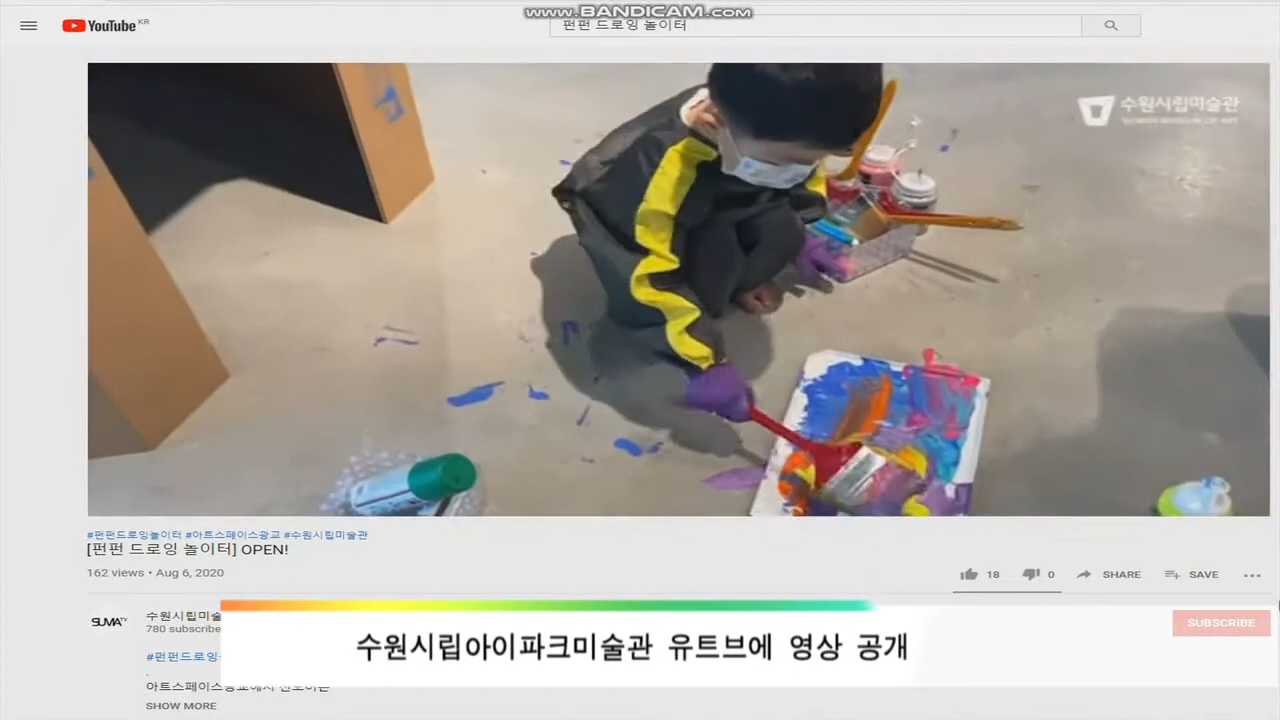 www.BANDICAM.com
YouTube KR
펀펀 드로잉 놀이터
수원시립미술관
#펀펀드로잉놀이터 #아트스페이스광교 #수원시립미술관
[펀펀 드로잉 놀이터] OPEN!
162 views • Aug 6, 2020
18 0 SHARE SAVE
SUMA TV
수원시립미술
780 subscribe
SUBSCRIBE
수원시립아이파크미술관 유트브에 영상 공개
#펀펀드로잉
.
SHOW MORE